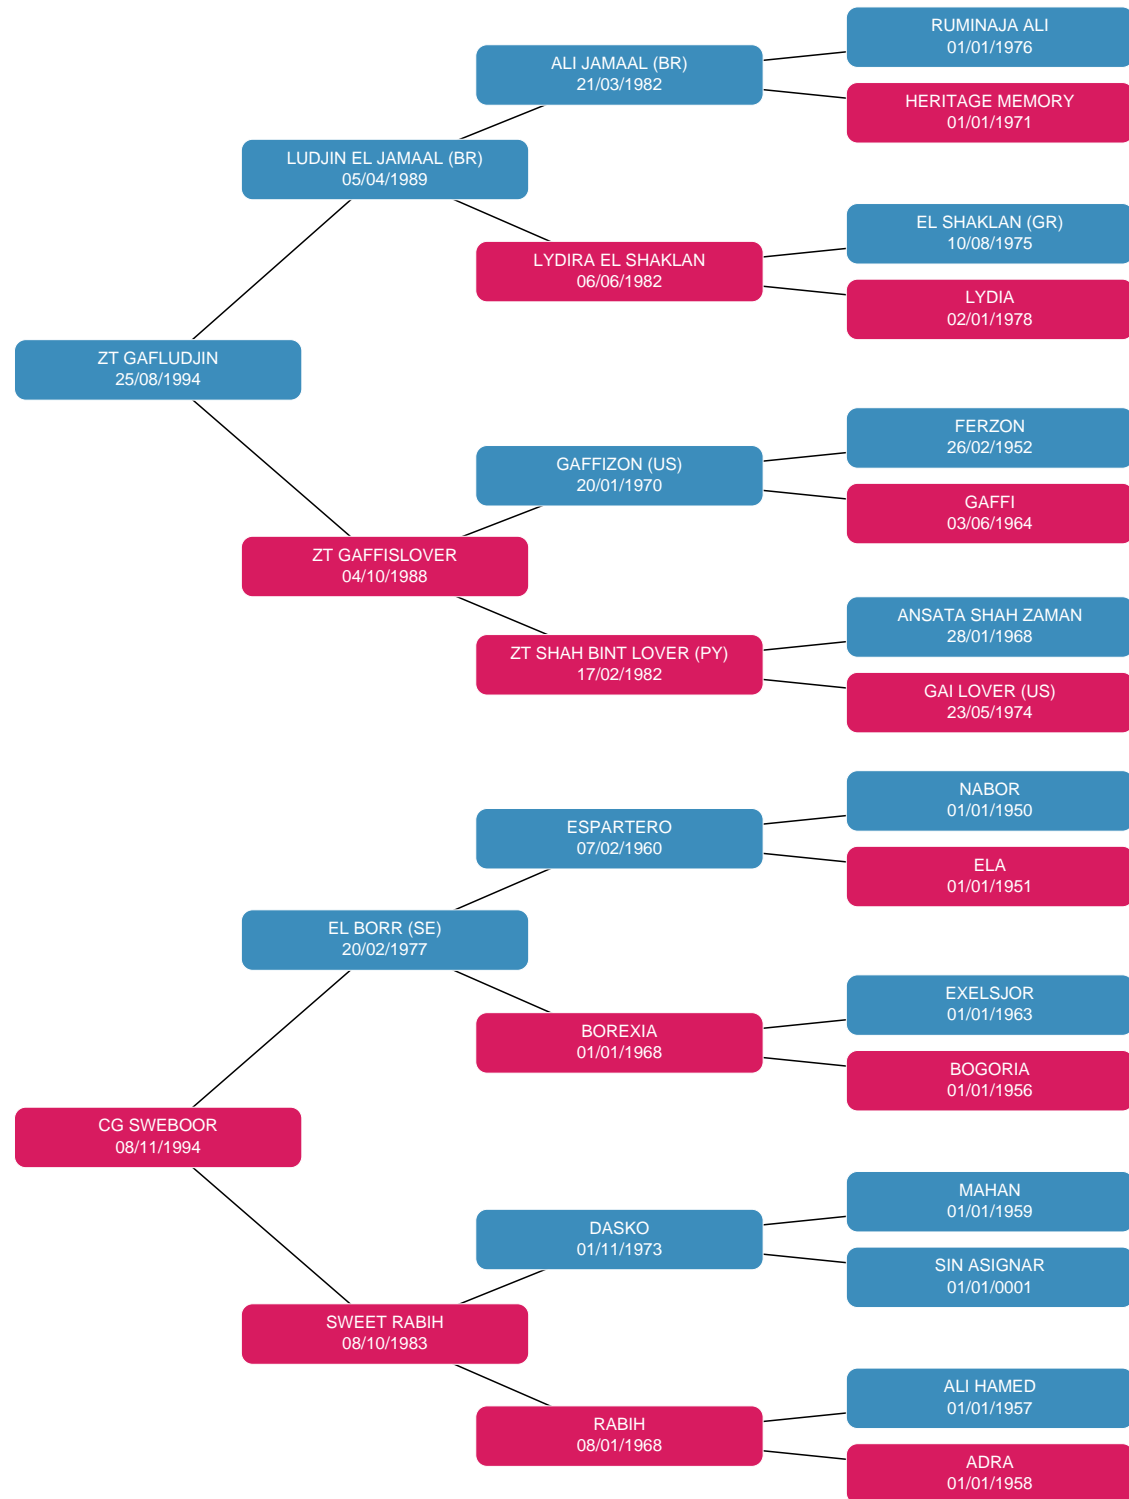 RUMINAJA ALI
01/01/1976
ALI JAMAAL (BR)
21/03/1982
HERITAGE MEMORY
01/01/1971
LUDJIN EL JAMAAL (BR)
05/04/1989
EL SHAKLAN (GR)
10/08/1975
LYDIRA EL SHAKLAN
06/06/1982
LYDIA
02/01/1978
ZT GAFLUDJIN
25/08/1994
FERZON
26/02/1952
GAFFIZON (US)
20/01/1970
GAFFI
03/06/1964
ZT GAFFISLOVER
04/10/1988
ANSATA SHAH ZAMAN
28/01/1968
ZT SHAH BINT LOVER (PY)
17/02/1982
GAI LOVER (US)
23/05/1974
NABOR
01/01/1950
ESPARTERO
07/02/1960
ELA
01/01/1951
EL BORR (SE)
20/02/1977
EXELSJOR
01/01/1963
BOREXIA
01/01/1968
BOGORIA
01/01/1956
CG SWEBOOR
08/11/1994
MAHAN
01/01/1959
DASKO
01/11/1973
SIN ASIGNAR
01/01/0001
SWEET RABIH
08/10/1983
ALI HAMED
01/01/1957
RABIH
08/01/1968
ADRA
01/01/1958